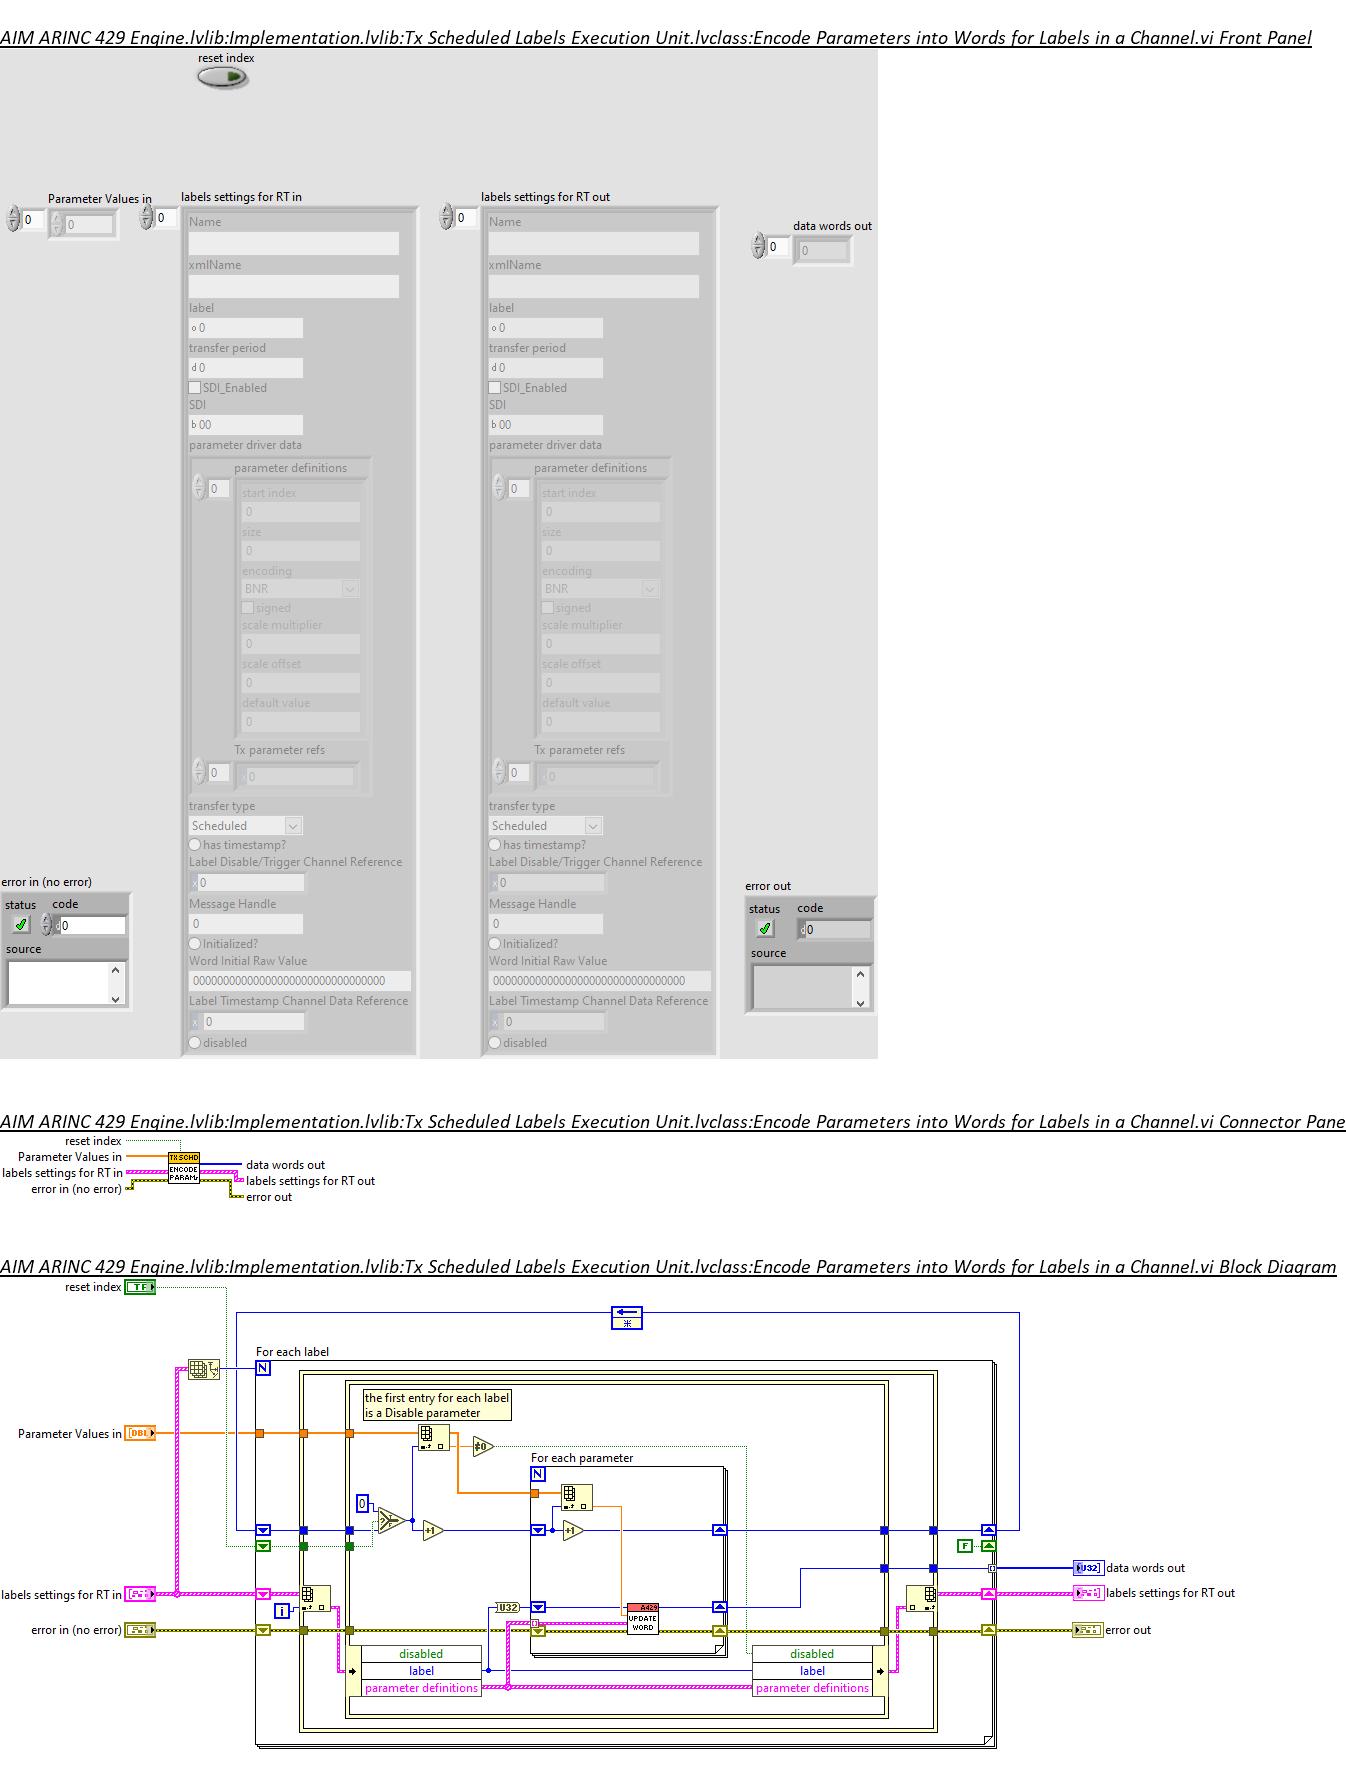 AIM ARINC 429 Engine.lvlib:Implementation.lvlib:Tx Scheduled Labels Execution Unit.lvclass:Encode Parameters into Words for Labels in a Channel.vi Front Panel
reset index
Parameter Values in
0
0
labels settings for RT in
0
Name
xmlName
label
o 0
transfer period
d 0
SDI_Enabled
SDI
b 00
parameter driver data
parameter definitions
0
start index
0
size
0
encoding
BNR
signed
scale multiplier
0
scale offset
0
default value
0
Tx parameter refs
0
x 0
transfer type
Scheduled
has timestamp?
Label Disable/Trigger Channel Reference
x 0
Message Handle
0
Initialized?
Word Initial Raw Value
00000000000000000000000000000000
Label Timestamp Channel Data Reference
x 0
disabled
labels settings for RT out
0
Name
xmlName
label
o 0
transfer period
d 0
SDI_Enabled
SDI
b 00
parameter driver data
parameter definitions
0
start index
0
size
0
encoding
BNR
signed
scale multiplier
0
scale offset
0
default value
0
Tx parameter refs
0
x 0
transfer type
Scheduled
has timestamp?
Label Disable/Trigger Channel Reference
x 0
Message Handle
0
Initialized?
Word Initial Raw Value
00000000000000000000000000000000
Label Timestamp Channel Data Reference
x 0
disabled
data words out
0
0
error in (no error)
status code
d 0
source
error out
status code
d 0
source
AIM ARINC 429 Engine.lvlib:Implementation.lvlib:Tx Scheduled Labels Execution Unit.lvclass:Encode Parameters into Words for Labels in a Channel.vi Connector Pane
reset index
Parameter Values in
labels settings for RT in
error in (no error)
TX SCHD
ENCODE
PARAMs
data words out
labels settings for RT out
error out
AIM ARINC 429 Engine.lvlib:Implementation.lvlib:Tx Scheduled Labels Execution Unit.lvclass:Encode Parameters into Words for Labels in a Channel.vi Block Diagram
reset index
TF
For each label
N
the first entry for each label
is a Disable parameter
Parameter Values in
DBL
≠0
For each parameter
N
0
?
+1
+1
F
U32
data words out
labels settings for RT in
labels settings for RT out
i
U32
A429
UPDATE
WORD
error in (no error)
error out
disabled
label
parameter definitions
disabled
label
parameter definitions